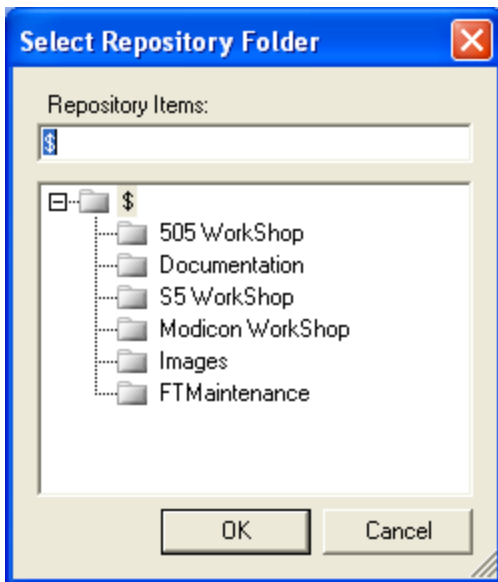 Select Repository Folder
Repository Items:
$
$
505 WorkShop
Documentation
S5 WorkShop
Modicon WorkShop
Images
FTMaintenance
OK Cancel